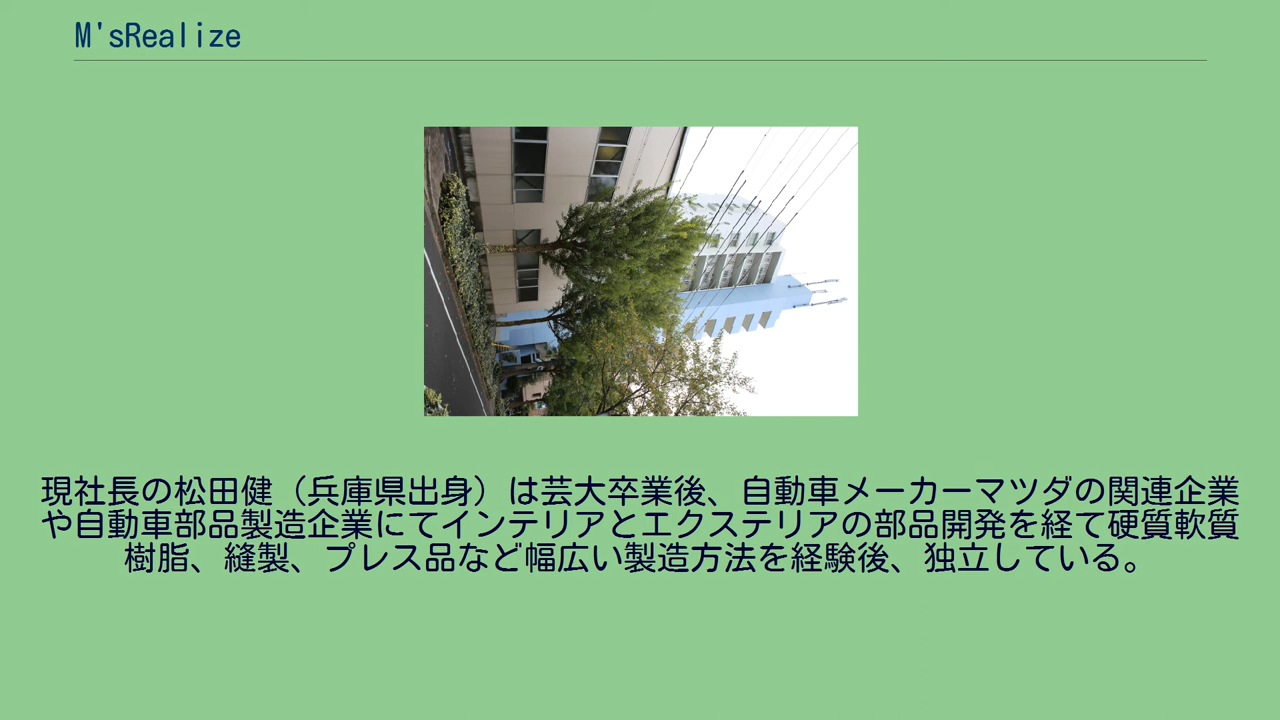 M'sRealize
現社長の松田健（兵庫県出身）は芸大卒業後、自動車メーカーマツダの関連企業
や自動車部品製造企業にてインテリアとエクステリアの部品開発を経て硬質軟質
樹脂、縫製、プレス品など幅広い製造方法を経験後、独立している。